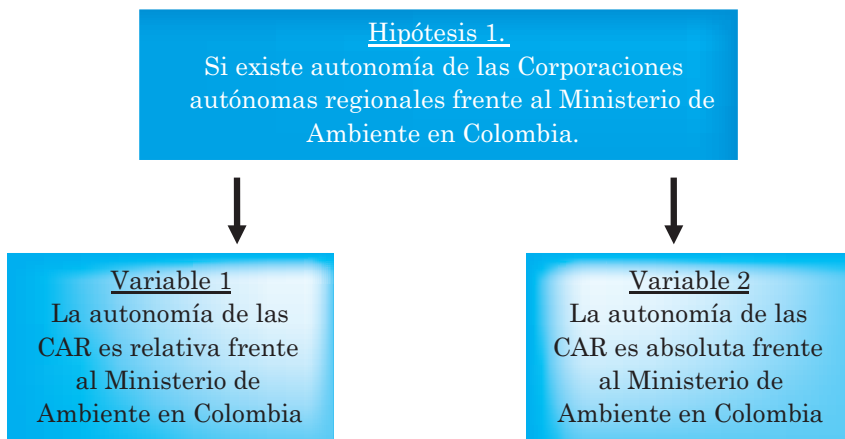 Hipótesis 1.
Si existe autonomía de las Corporaciones
autónomas regionales frente al Ministerio de
Ambiente en Colombia.
Variable 1
La autonomía de las
CAR es relativa frente
al Ministerio de
Ambiente en Colombia
Variable 2
La autonomía de las
CAR es absoluta frente
al Ministerio de
Ambiente en Colombia